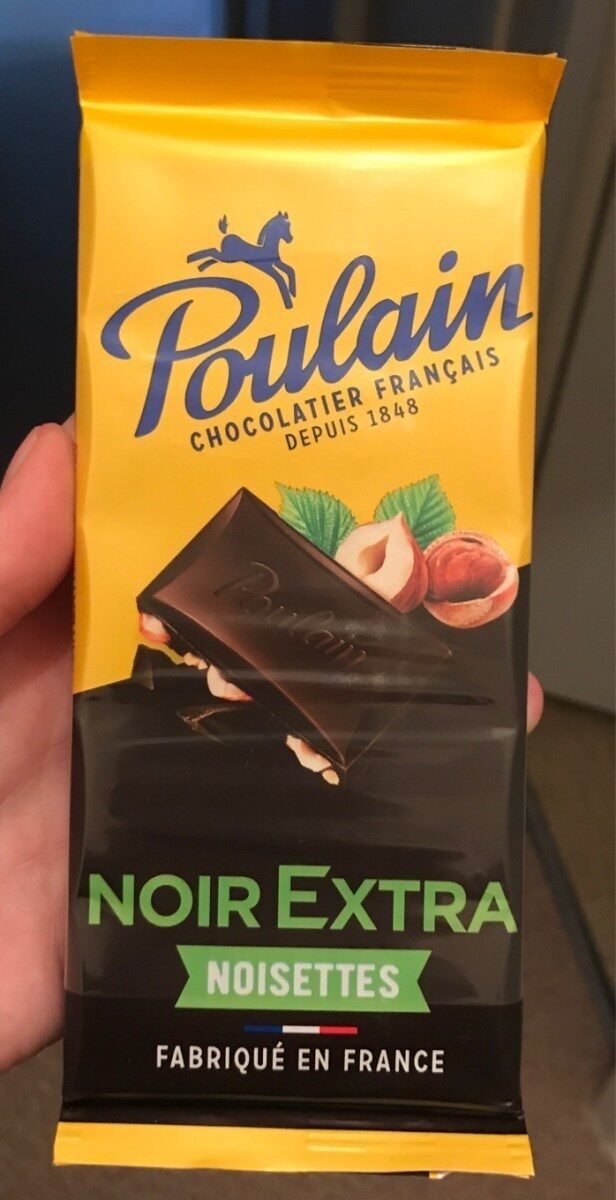 Poulain
CHOCOLATIER FRANÇAIS
DEPUIS 1848
Poulain
NOIR EXTRA
NOISETTES
FABRIQUÉ EN FRANCE